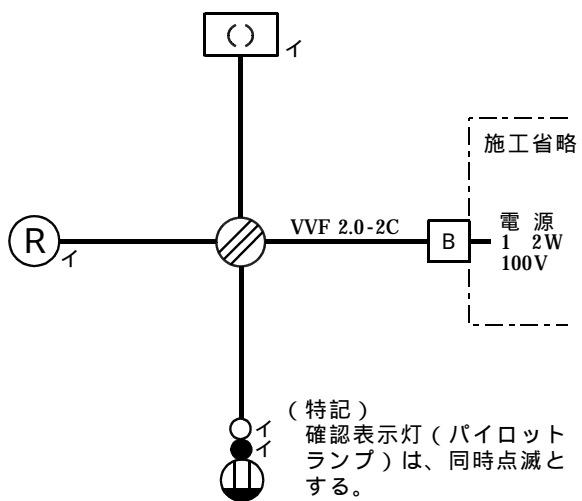 ()
イ
施工省略
R
イ
VVF 2.0-2C
B
電 源
1 2W
100V
イ
イ
(特記)
確認表示灯(パイロット
ランプ)は、同時点滅と
する。